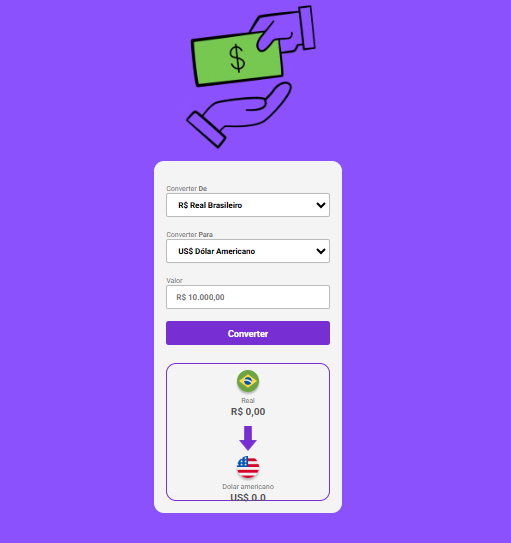 $
Converter De
R$ Real Brasileiro
Converter Para
US$ Dólar Americano
Valor
R$ 10.000,00
Converter
Real
R$ 0,00
Dolar americano
US$ 0.0